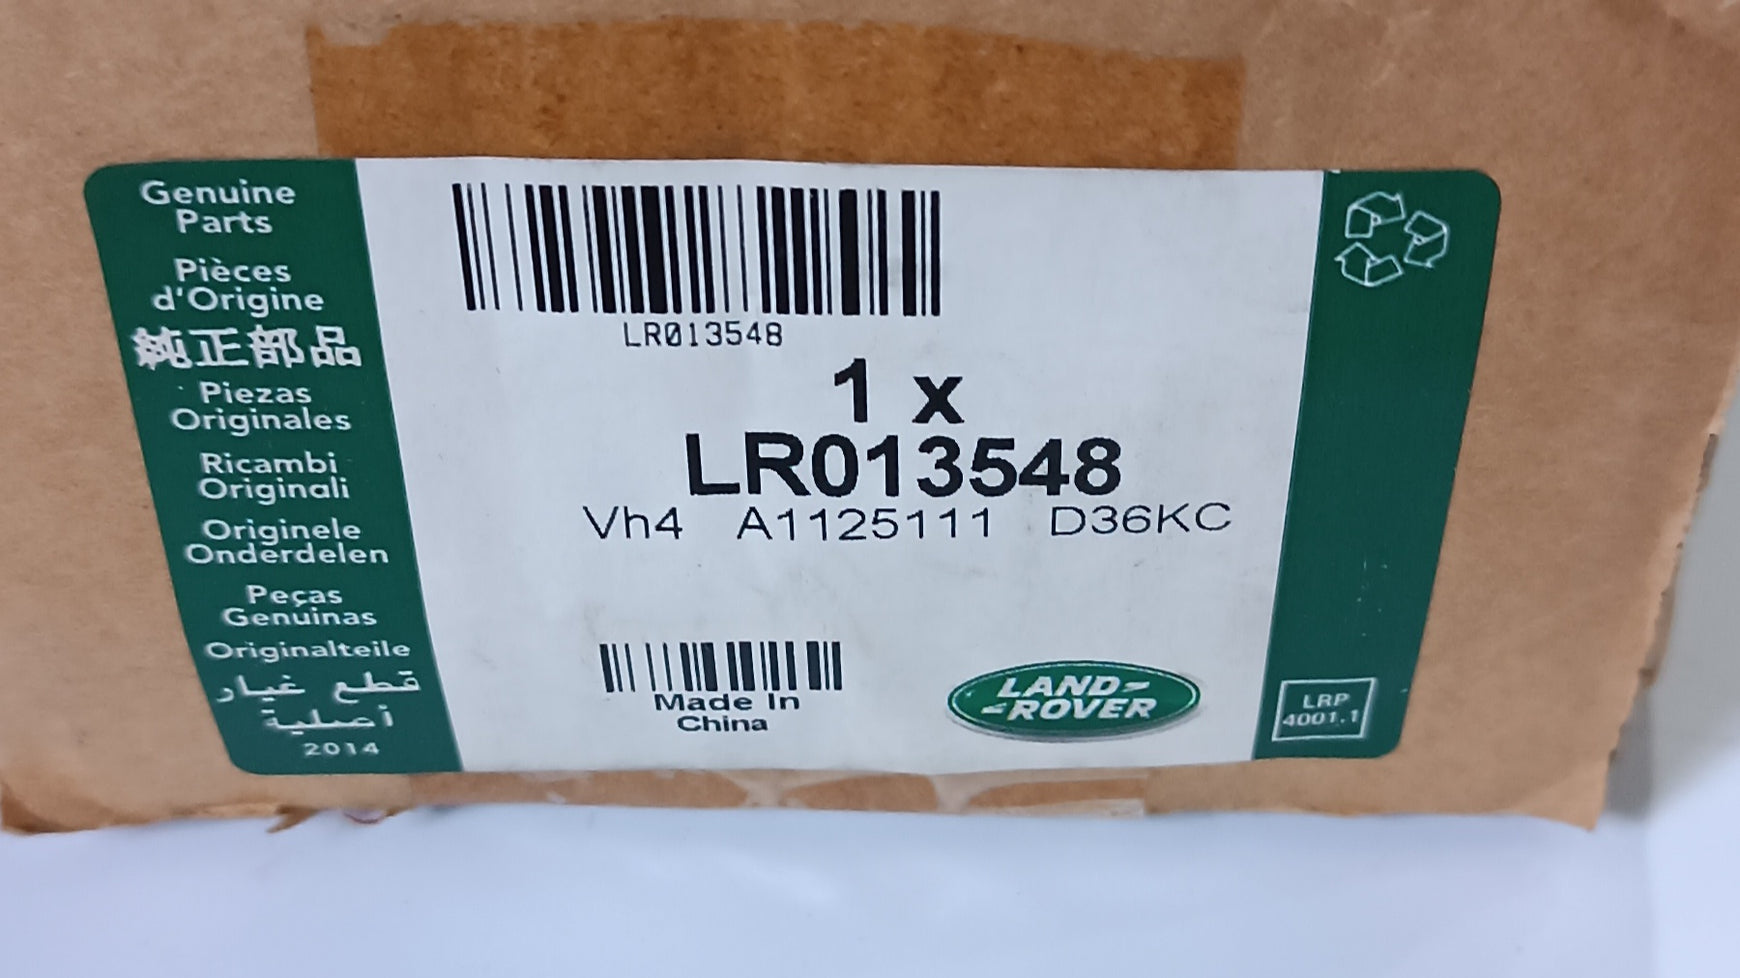 Genuine
Parts
Pièces
d'Origine
純正部品
Piezas
Originales
Ricambi
Originali
Originele
Onderdelen
Peças
Genuinas
Originalteile
قطع غيار
أصلية
2014
LR013548
1 x
LR013548
Vh4 A1125111 D36KC
Made In
China
LAND
ROVER
LRP
4001.1